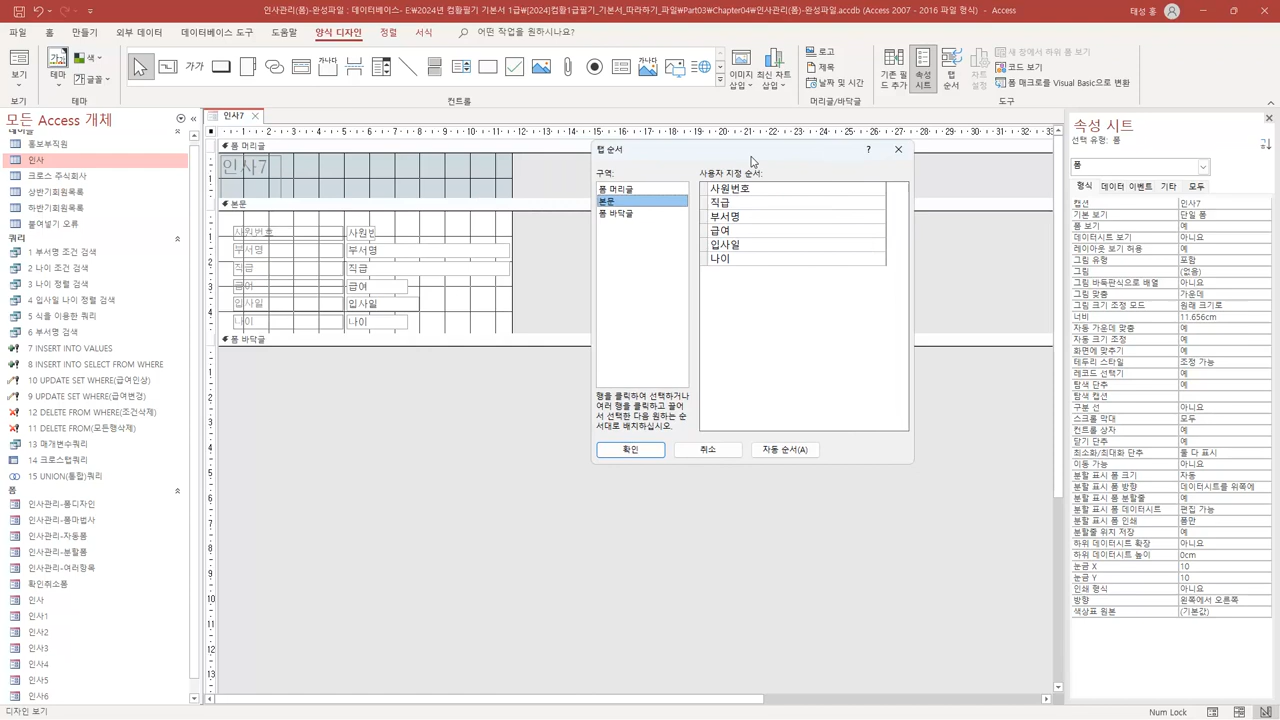 인사관리(폼)-완성파일 : 데이터베이스- E:₩2024년 컴활 필기 기본서 1급₩[2024]컴활1급필기_기본서_따라하기_파일₩Part03₩Chapter04₩인사관리(폼)-완성파일.accdb (Access 2007 - 2016 파일 형식) - Access
태성 홍
파일 홈 만들기 외부 데이터 데이터베이스 도구 도움말 양식 디자인 정렬 서식 어떤 작업을 원하시나요?
보기
테마
색
글꼴
가가
이미지 삽입
최신 차트 삽입
로고
제목
날짜 및 시간
기존 필드 추가
속성 시트
탭 순서
차트 설정
새 창에서 하위 폼 보기
코드 보기
폼 매크로를 Visual Basic으로 변환
보기 테마 컨트롤 머리글/바닥글 도구
모든 Access 개체
테이블
홍보부직원
인사
크로스 주식회사
상반기회원목록
하반기회원목록
붙여넣기 오류
쿼리
1 부서명 조건 검색
2 나이 조건 검색
3 나이 정렬 검색
4 입사일 나이 정렬 검색
5 식을 이용한 쿼리
6 부서명 검색
7 INSERT INTO VALUES
8 INSERT INTO SELECT FROM WHERE
10 UPDATE SET WHERE(급여인상)
9 UPDATE SET WHERE(급여변경)
12 DELETE FROM WHERE(조건삭제)
11 DELETE FROM(모든행삭제)
13 매개변수쿼리
14 크로스탭쿼리
15 UNION(통합)쿼리
폼
인사관리-폼디자인
인사관리-폼마법사
인사관리-자동폼
인사관리-분할폼
인사관리-여러항목
확인취소폼
인사
인사1
인사2
인사3
인사4
인사5
인사6
인사7
폼 머리글
인사7
본문
사원번호 사원번
부서명 부서명
직급 직급
급여 급여
입사일 입사일
나이 나이
폼 바닥글
탭 순서
구역:
폼 머리글
본문
폼 바닥글
사용자 지정 순서:
사원번호
직급
부서명
급여
입사일
나이
행을 클릭하여 선택하거나
여러 행을 클릭하고 끌어
서 선택한 다음 원하는 순
서대로 배치하십시오.
확인 취소 자동 순서(A)
속성 시트
선택 유형: 폼
폼
형식 데이터 이벤트 기타 모두
캡션 인사7
기본 보기 단일 폼
폼 보기 예
데이터시트 보기 아니요
레이아웃 보기 허용 예
그림 유형 포함
그림 (없음)
그림 바둑판식으로 배열 아니요
그림 맞춤 가운데
그림 크기 조정 모드 원래 크기로
너비 11.656cm
자동 가운데 맞춤 예
자동 크기 조정 예
화면에 맞추기 예
테두리 스타일 조정 가능
레코드 선택기 예
탐색 단추 예
탐색 캡션
구분 선 아니요
스크롤 막대 모두
컨트롤 상자 예
닫기 단추 예
최소화/최대화 단추 둘 다 표시
이동 가능 아니요
분할 표시 폼 크기 자동
분할 표시 폼 방향 데이터시트를 위쪽에
분할 표시 폼 분할줄 예
분할 표시 폼 데이터시트 편집 가능
분할 표시 폼 인쇄 폼만
분할줄 위치 저장 예
하위 데이터시트 확장 아니요
하위 데이터시트 높이 0cm
눈금 X 10
눈금 Y 10
인쇄 형식 아니요
방향 왼쪽에서 오른쪽
색상표 원본 (기본값)
디자인 보기
Num Lock